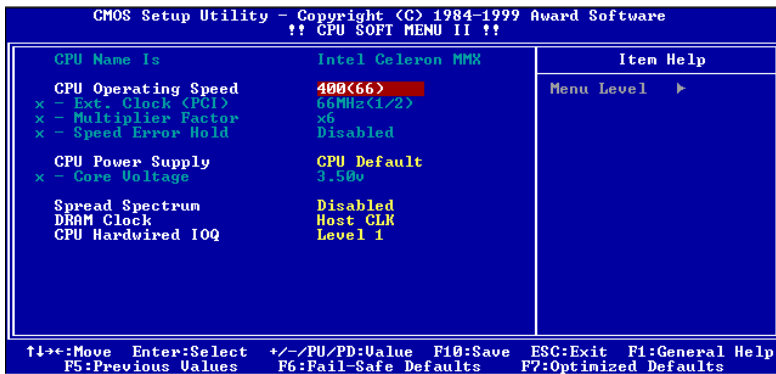 CMOS Setup Utility - Copyright (C) 1984-1999 Award Software
!! CPU SOFT MENU II !!
CPU Name Is Intel Celeron MMX Item Help
CPU Operating Speed 400(66) Menu Level ►
x - Ext. Clock (PCI) 66MHz(1/2)
x - Multiplier Factor x6
x - Speed Error Hold Disabled
CPU Power Supply CPU Default
x - Core Voltage 3.50v
Spread Spectrum Disabled
DRAM Clock Host CLK
CPU Hardwired IOQ Level 1
↑↓→←:Move Enter:Select +/-/PU/PD:Value F10:Save ESC:Exit F1:General Help
F5:Previous Values F6:Fail-Safe Defaults F7:Optimized Defaults